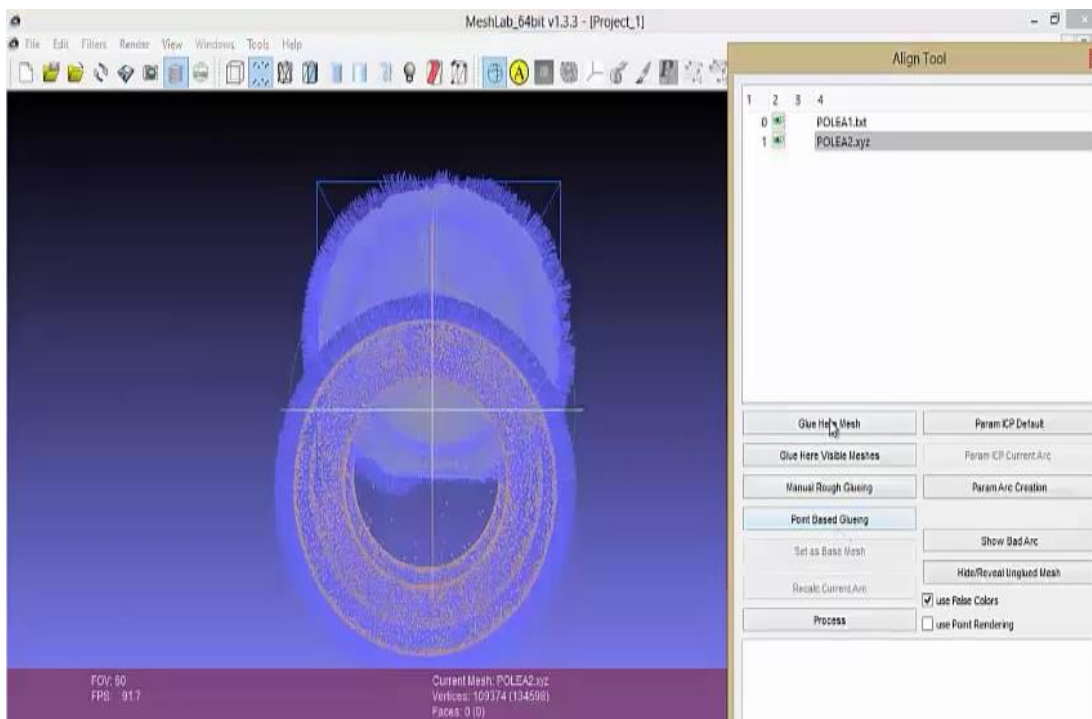 MeshLab_64bit v1.3.3 - [Project_1]
File Edit Filters Render View Windows Tools Help
A
Align Tool
1 2 3 4
0 POLEA1.txt
1 POLEA2.xyz
Glue Here Mesh
Param ICP Default
Glue Here Visible Meshes
Param ICP Current Arc
Manual Rough Glueing
Param Arc Creation
Point Based Glueing
Set as Base Mesh
Show Bad Arc
Hide/Reveal Unglued Mesh
Recalc Current Arc
use False Colors
Process
use Point Rendering
FOV: 60
FPS: 91.7
Current Mesh: POLEA2.xyz
Vertices: 109374 (134598)
Faces: 0 (0)